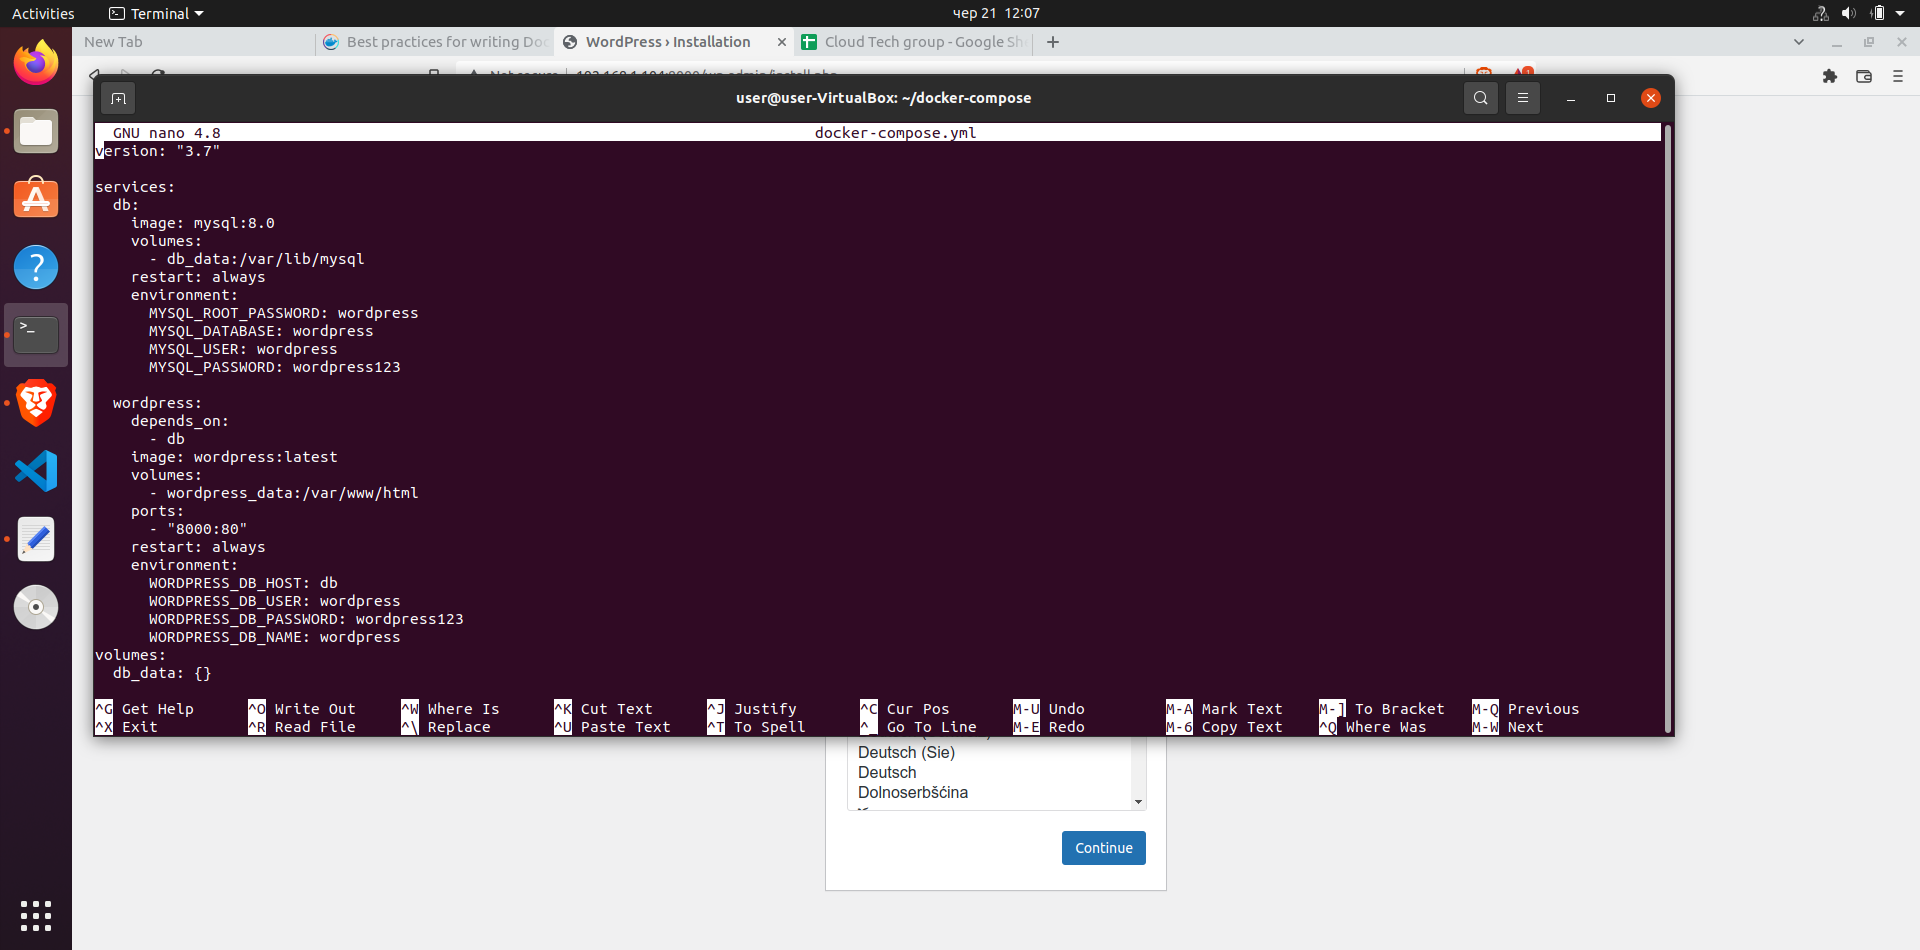 Activities
Terminal
чер 21 12:07
New Tab
Best practices for writing Doc
WordPress › Installation
Cloud Tech group - Google She
user@user-VirtualBox: ~/docker-compose
GNU nano 4.8
docker-compose.yml
version: "3.7"
services:
db:
image: mysql:8.0
volumes:
- db_data:/var/lib/mysql
restart: always
environment:
MYSQL_ROOT_PASSWORD: wordpress
MYSQL_DATABASE: wordpress
MYSQL_USER: wordpress
MYSQL_PASSWORD: wordpress123
wordpress:
depends_on:
- db
image: wordpress:latest
volumes:
- wordpress_data:/var/www/html
ports:
- "8000:80"
restart: always
environment:
WORDPRESS_DB_HOST: db
WORDPRESS_DB_USER: wordpress
WORDPRESS_DB_PASSWORD: wordpress123
WORDPRESS_DB_NAME: wordpress
volumes:
db_data: {}
^G Get Help ^O Write Out ^W Where Is ^K Cut Text ^J Justify ^C Cur Pos M-U Undo M-A Mark Text M-] To Bracket M-Q Previous
^X Exit ^R Read File ^\ Replace ^U Paste Text ^T To Spell ^_ Go To Line M-E Redo M-6 Copy Text ^Q Where Was M-W Next
Deutsch (Sie)
Deutsch
Dolnoserbšćina
Continue